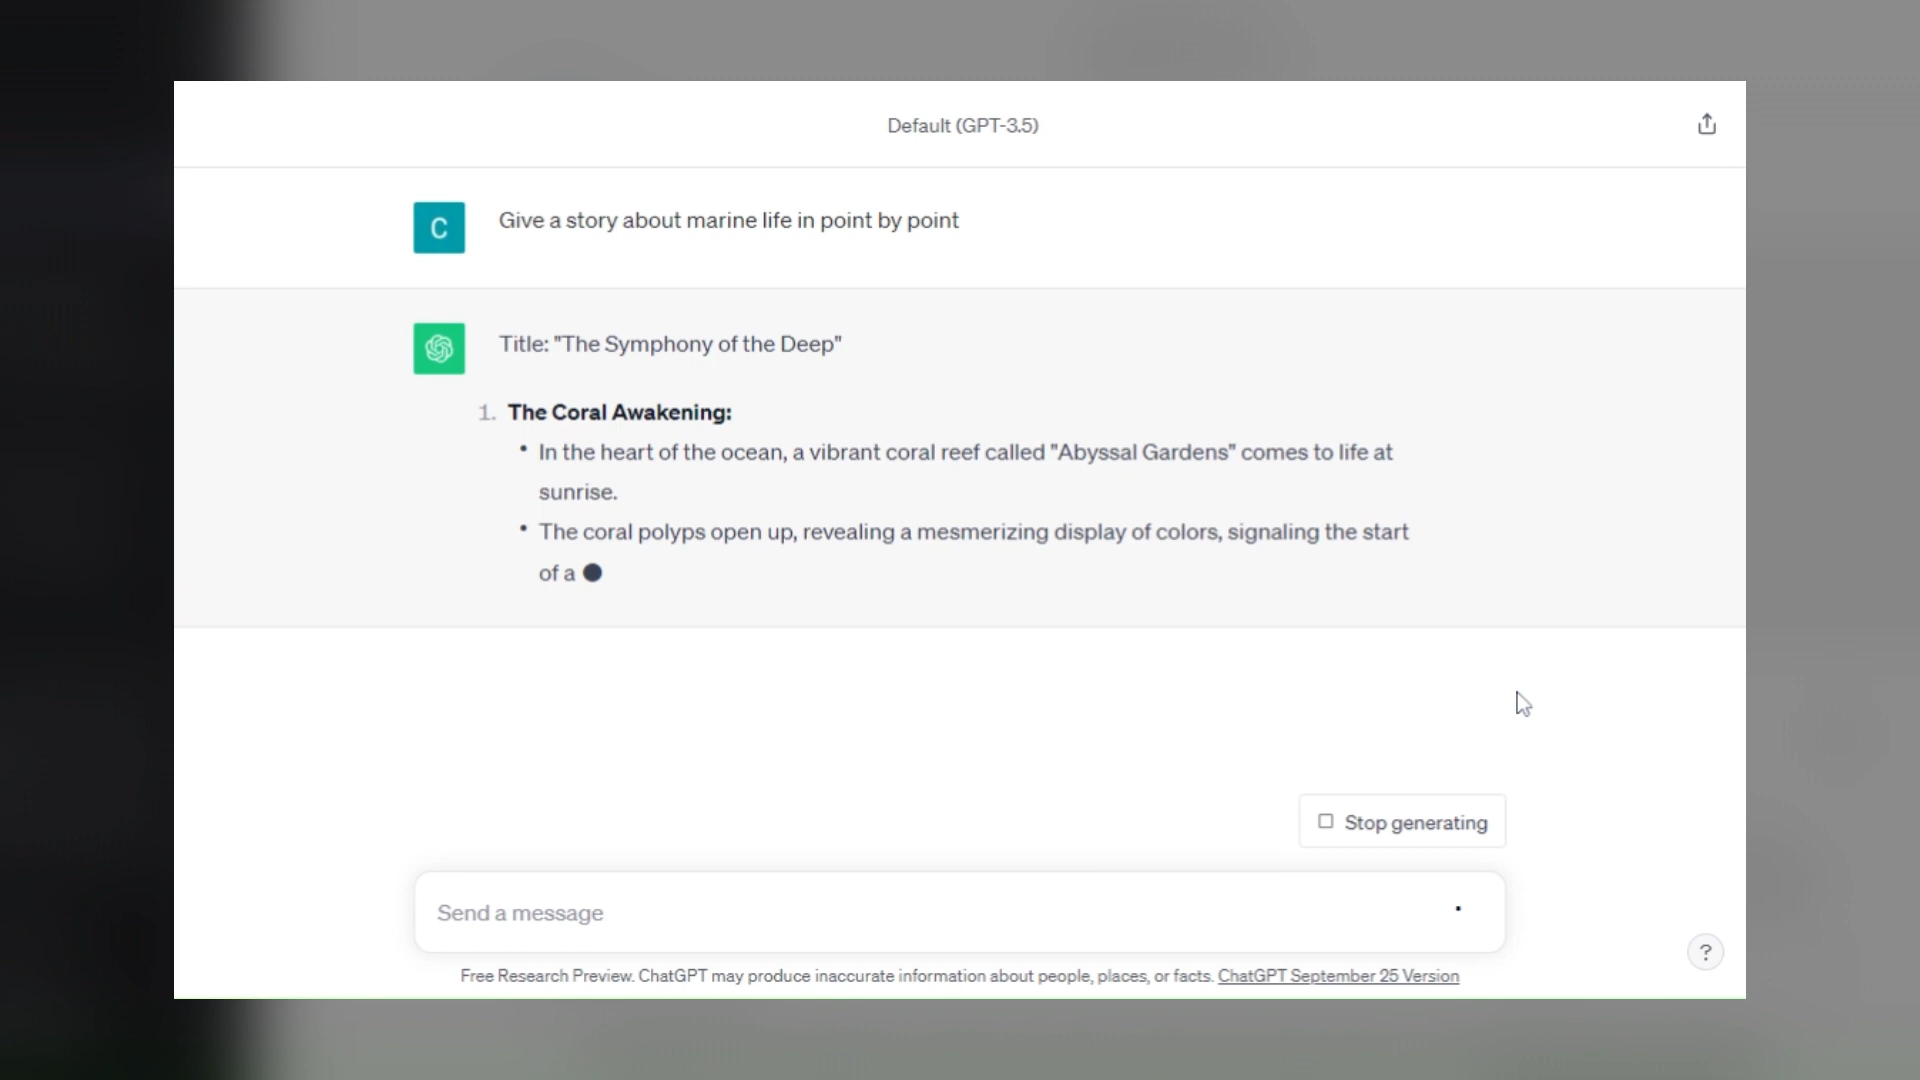 Default (GPT-3.5)
C
Give a story about marine life in point by point
Title: "The Symphony of the Deep"
1. The Coral Awakening:
• In the heart of the ocean, a vibrant coral reef called "Abyssal Gardens" comes to life at
sunrise.
• The coral polyps open up, revealing a mesmerizing display of colors, signaling the start
of a
Stop generating
Send a message
?
Free Research Preview. ChatGPT may produce inaccurate information about people, places, or facts. ChatGPT September 25 Version